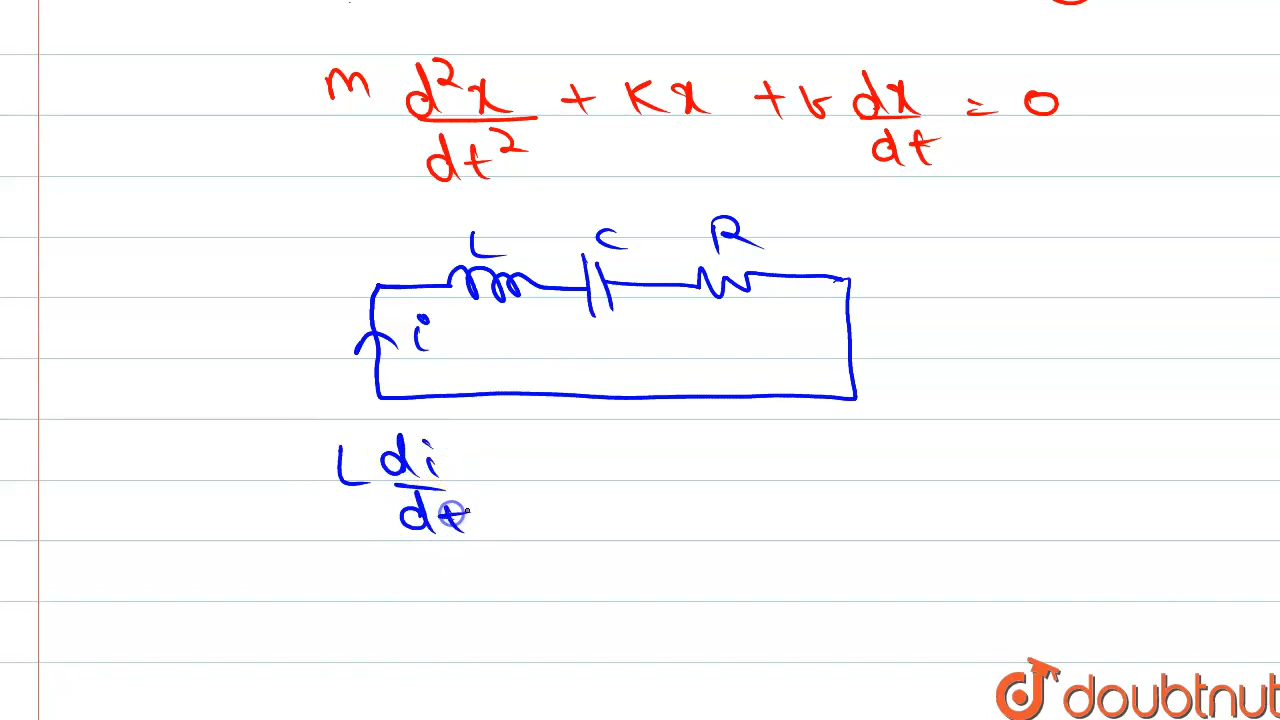 m d²x/dt² + kx + b dx/dt = 0
L C R
i
L di/dt
doubtnut